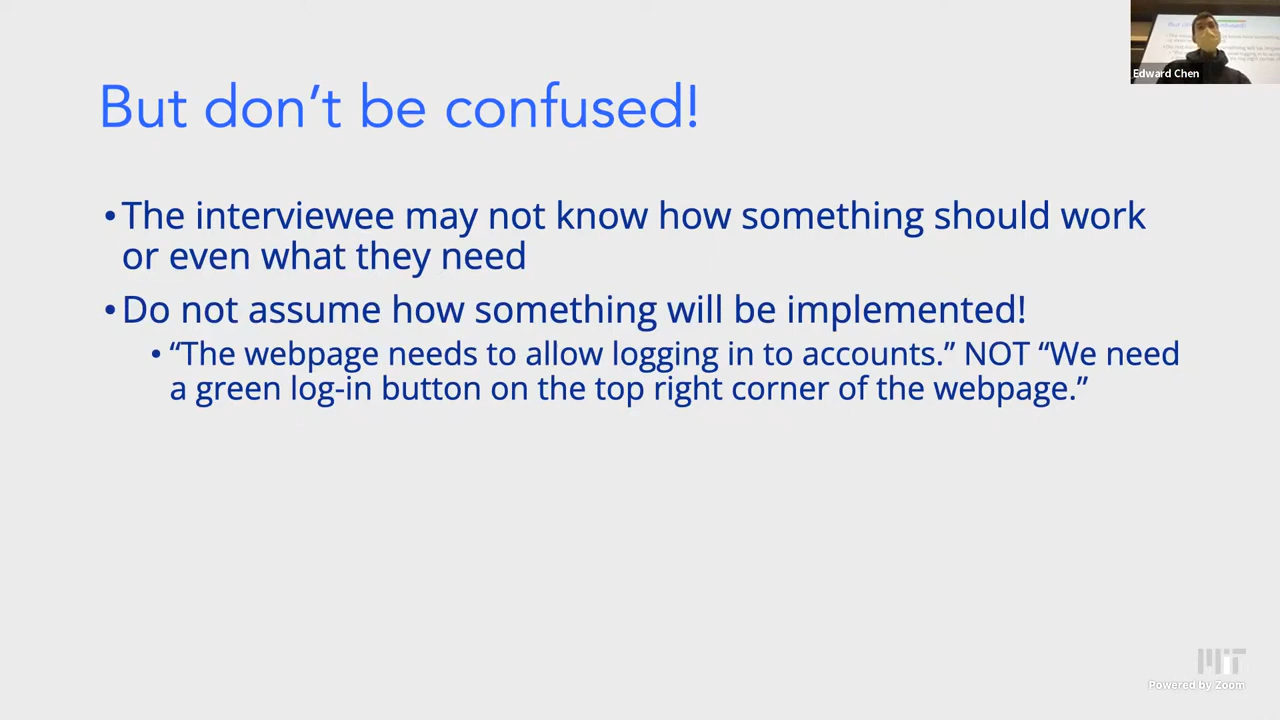 But don't be confused!
•The interviewee may not know how something should work
or even what they need
•Do not assume how something will be implemented!
•“The webpage needs to allow logging in to accounts.” NOT “We need
a green log-in button on the top right corner of the webpage.”
Edward Chen
MIT
Powered by Zoom